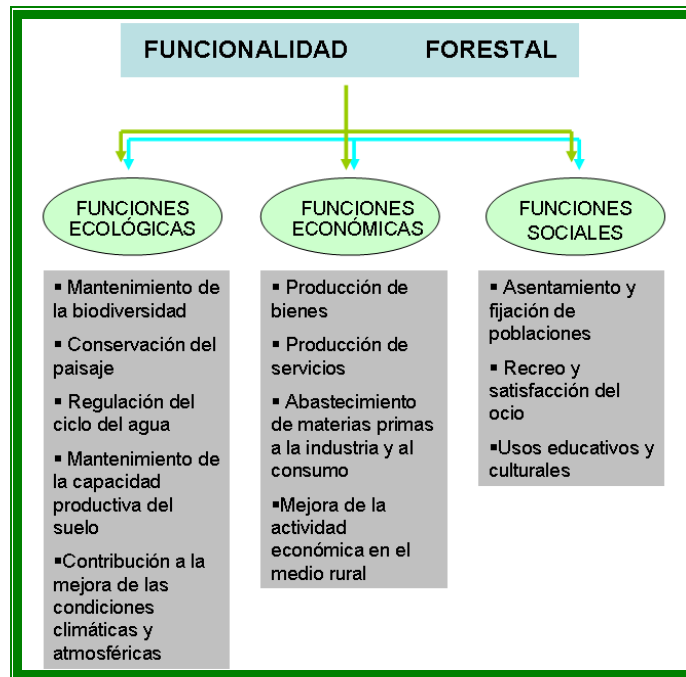 FUNCIONALIDAD FORESTAL
FUNCIONES
ECOLÓGICAS
▪ Mantenimiento de
la biodiversidad
▪ Conservación del
paisaje
▪ Regulación del
ciclo del agua
▪ Mantenimiento de
la capacidad
productiva del
suelo
▪Contribución a la
mejora de las
condiciones
climáticas y
atmosféricas
FUNCIONES
ECONÓMICAS
▪ Producción de
bienes
▪ Producción de
servicios
▪ Abastecimiento
de materias primas
a la industria y al
consumo
▪Mejora de la
actividad
económica en el
medio rural
FUNCIONES
SOCIALES
▪ Asentamiento y
fijación de
poblaciones
▪ Recreo y
satisfacción del
ocio
▪Usos educativos y
culturales